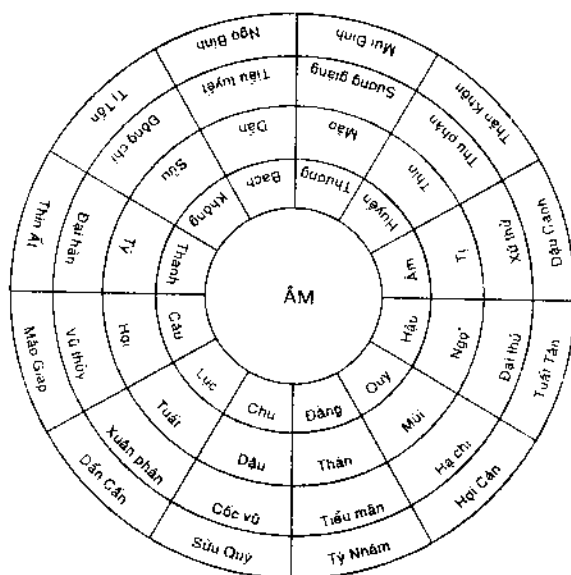 Ngọ Bính
Mùi Đinh
Thân Khôn
Dậu Canh
Tuất Tân
Hợi Càn
Tý Nhâm
Sửu Quý
Dần Cấn
Mão Giáp
Thìn Ất
Tị Tốn
Tiểu tuyết
Sương giáng
Thu phân
Xử thử
Đại thử
Hạ chí
Tiểu mãn
Cốc vũ
Xuân phân
Vũ thủy
Đại hàn
Đông chí
Dần
Mão
Thìn
Tị
Ngọ
Mùi
Thân
Dậu
Tuất
Hợi
Tý
Sửu
Bạch
Thương
Huyền
Âm
Hậu
Quý
Đằng
Chu
Lục
Câu
Thanh
Không
ÂM